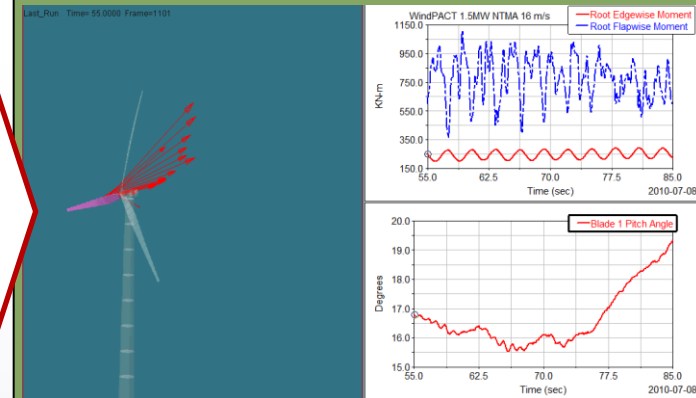 Last_Run Time= 55.0000 Frame=1101
WindPACT 1.5MW NTMA 16 m/s
Root Edgewise Moment
Root Flapwise Moment
1150.0
950.0
750.0
550.0
350.0
150.0
KN-m
55.0 62.5 70.0 77.5 85.0
Time (sec)
2010-07-08
Blade 1 Pitch Angle
20.0
19.0
18.0
17.0
16.0
15.0
Degrees
55.0 62.5 70.0 77.5 85.0
Time (sec)
2010-07-08